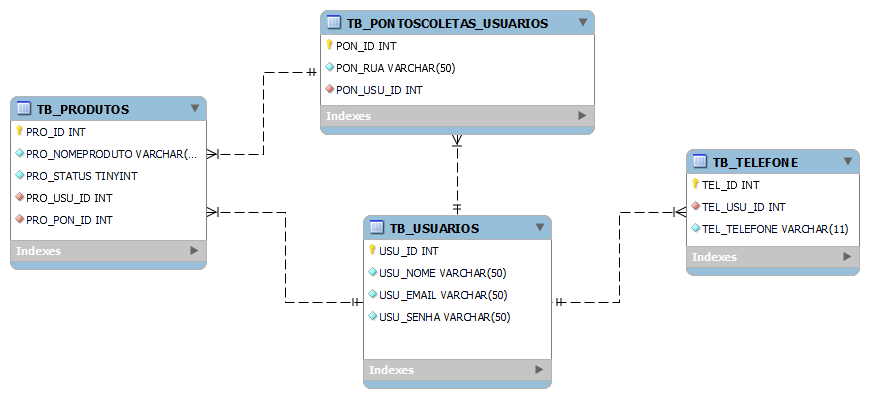 TB_PONTOSCOLETAS_USUARIOS
PON_ID INT
PON_RUA VARCHAR(50)
PON_USU_ID INT
Indexes
TB_PRODUTOS
PRO_ID INT
PRO_NOMEPRODUTO VARCHAR(...
PRO_STATUS TINYINT
PRO_USU_ID INT
PRO_PON_ID INT
Indexes
TB_TELEFONE
TEL_ID INT
TEL_USU_ID INT
TEL_TELEFONE VARCHAR(11)
Indexes
TB_USUARIOS
USU_ID INT
USU_NOME VARCHAR(50)
USU_EMAIL VARCHAR(50)
USU_SENHA VARCHAR(50)
Indexes